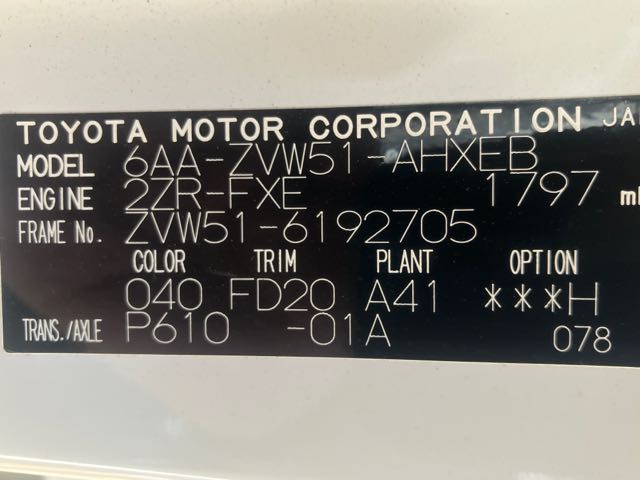 TOYOTA MOTOR CORPORATION JA
MODEL 6AA-ZVW51-AHXEB
ENGINE 2ZR-FXE 1797 m
FRAME No. ZVW51-6192705
COLOR TRIM PLANT OPTION
040 FD20 A41 ***H
TRANS./AXLE P610 -01A 078